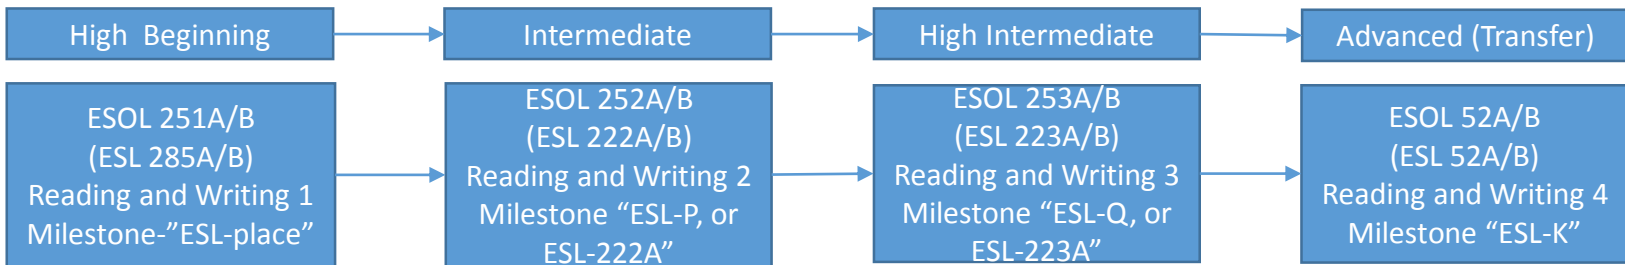 High Beginning
Intermediate
High Intermediate
Advanced (Transfer)
ESOL 251A/B
(ESL 285A/B)
Reading and Writing 1
Milestone-”ESL-place”
ESOL 252A/B
(ESL 222A/B)
Reading and Writing 2
Milestone “ESL-P, or
ESL-222A”
ESOL 253A/B
(ESL 223A/B)
Reading and Writing 3
Milestone “ESL-Q, or
ESL-223A”
ESOL 52A/B
(ESL 52A/B)
Reading and Writing 4
Milestone “ESL-K”